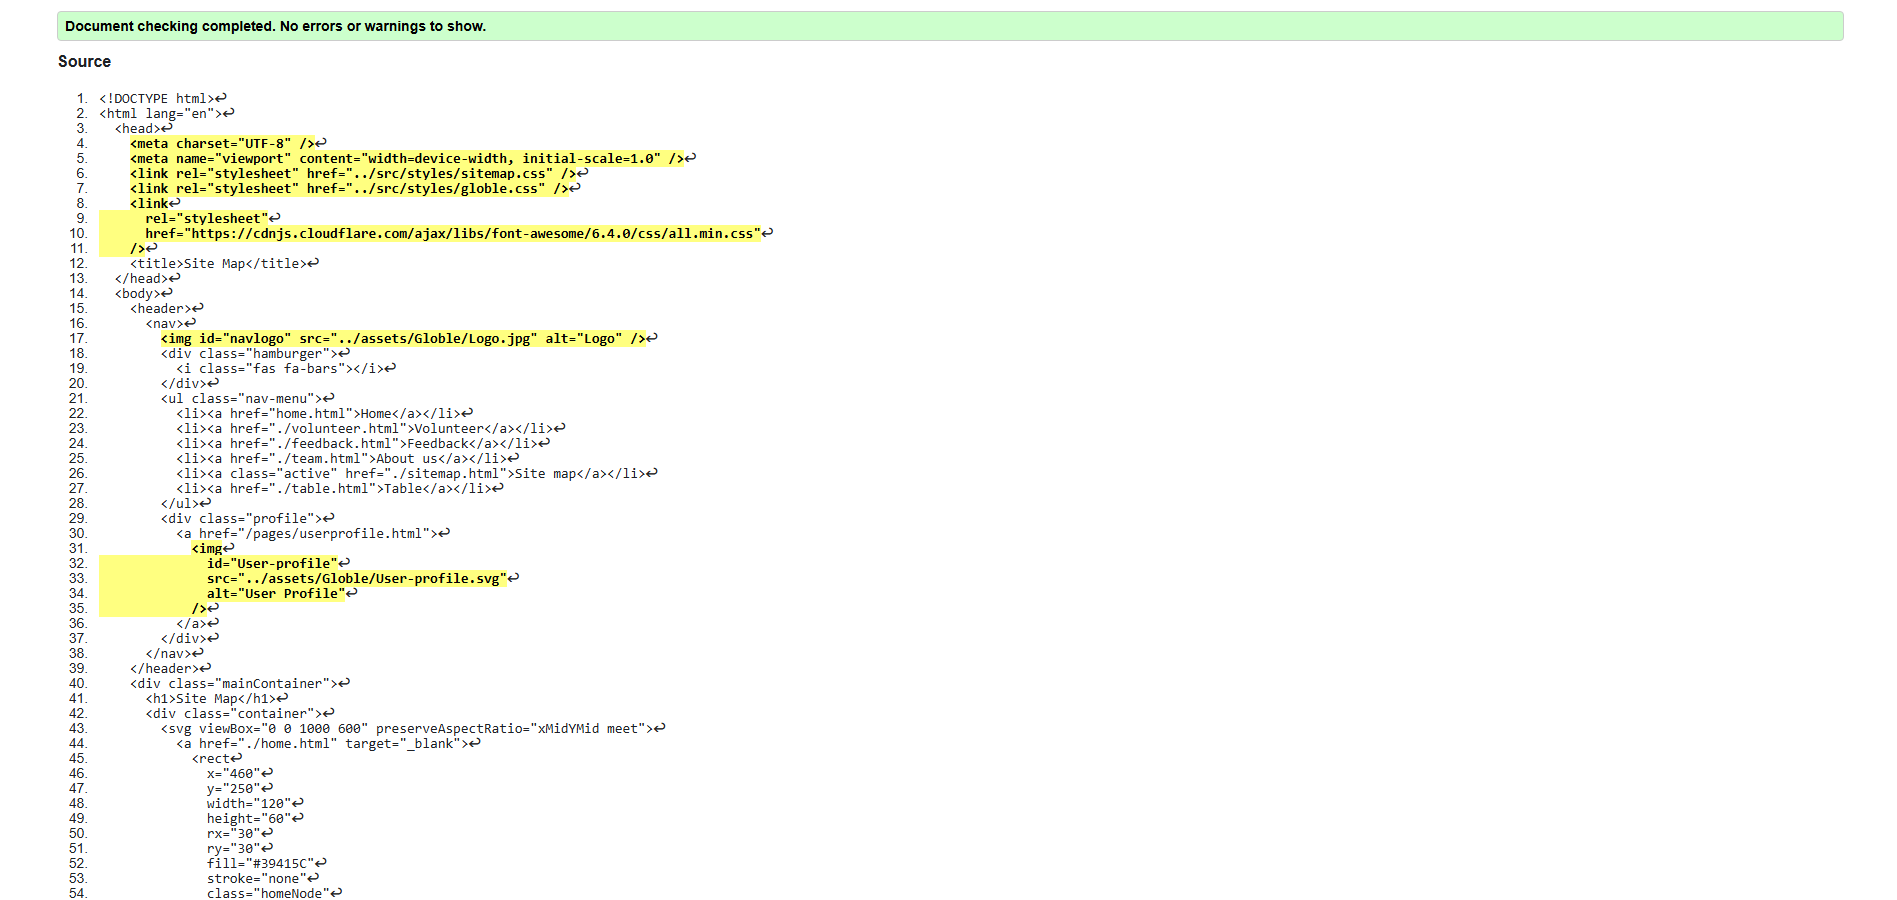 Document checking completed. No errors or warnings to show.
Source
1. <!DOCTYPE html>↩
2. <html lang="en">↩
3.   <head>↩
4.     <meta charset="UTF-8" />↩
5.     <meta name="viewport" content="width=device-width, initial-scale=1.0" />↩
6.     <link rel="stylesheet" href="../src/styles/sitemap.css" />↩
7.     <link rel="stylesheet" href="../src/styles/globle.css" />↩
8.     <link↩
9.       rel="stylesheet"↩
10.       href="https://cdnjs.cloudflare.com/ajax/libs/font-awesome/6.4.0/css/all.min.css"↩
11.     />↩
12.     <title>Site Map</title>↩
13.   </head>↩
14.   <body>↩
15.     <header>↩
16.       <nav>↩
17.         <img id="navlogo" src="../assets/Globle/Logo.jpg" alt="Logo" />↩
18.         <div class="hamburger">↩
19.           <i class="fas fa-bars"></i>↩
20.         </div>↩
21.         <ul class="nav-menu">↩
22.           <li><a href="home.html">Home</a></li>↩
23.           <li><a href="./volunteer.html">Volunteer</a></li>↩
24.           <li><a href="./feedback.html">Feedback</a></li>↩
25.           <li><a href="./team.html">About us</a></li>↩
26.           <li><a class="active" href="./sitemap.html">Site map</a></li>↩
27.           <li><a href="./table.html">Table</a></li>↩
28.         </ul>↩
29.         <div class="profile">↩
30.           <a href="/pages/userprofile.html">↩
31.             <img↩
32.               id="User-profile"↩
33.               src="../assets/Globle/User-profile.svg"↩
34.               alt="User Profile"↩
35.             />↩
36.           </a>↩
37.         </div>↩
38.       </nav>↩
39.     </header>↩
40.     <div class="mainContainer">↩
41.       <h1>Site Map</h1>↩
42.       <div class="container">↩
43.         <svg viewBox="0 0 1000 600" preserveAspectRatio="xMidYMid meet">↩
44.           <a href="./home.html" target="_blank">↩
45.             <rect↩
46.               x="460"↩
47.               y="250"↩
48.               width="120"↩
49.               height="60"↩
50.               rx="30"↩
51.               ry="30"↩
52.               fill="#39415C"↩
53.               stroke="none"↩
54.               class="homeNode"↩